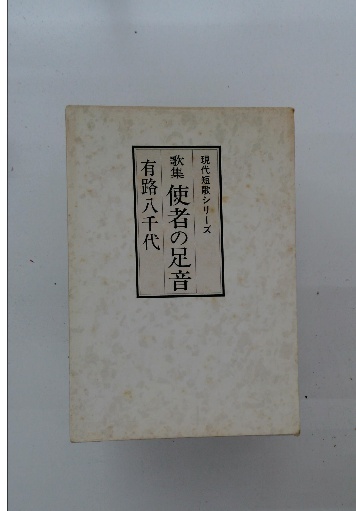 現代短歌シリーズ
歌集 使者の足音
有路八千代